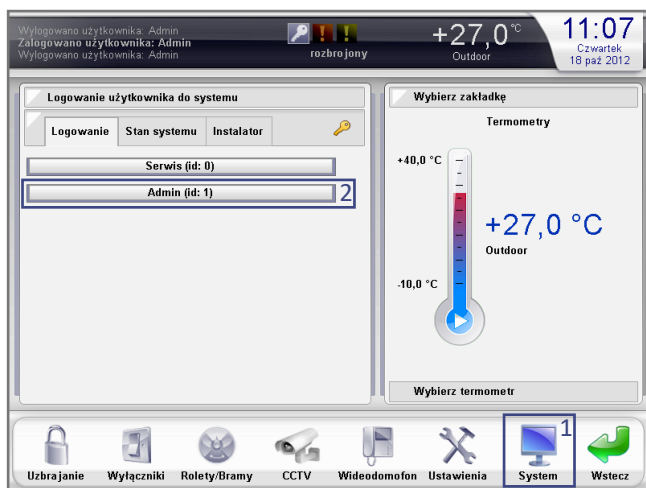 Wylogowano użytkownika: Admin
Zalogowano użytkownika: Admin
Wylogowano użytkownika: Admin
rozbrojony
+27,0 °C
Outdoor
11:07
Czwartek
18 paź 2012
Logowanie użytkownika do systemu
Logowanie Stan systemu Instalator
Serwis (id: 0)
Admin (id: 1) 2
Wybierz zakładkę
Termometry
+40,0 °C
+27,0 °C
Outdoor
-10,0 °C
Wybierz termometr
1
Uzbrajanie Wyłączniki Rolety/Bramy CCTV Wideodomofon Ustawienia System Wstecz